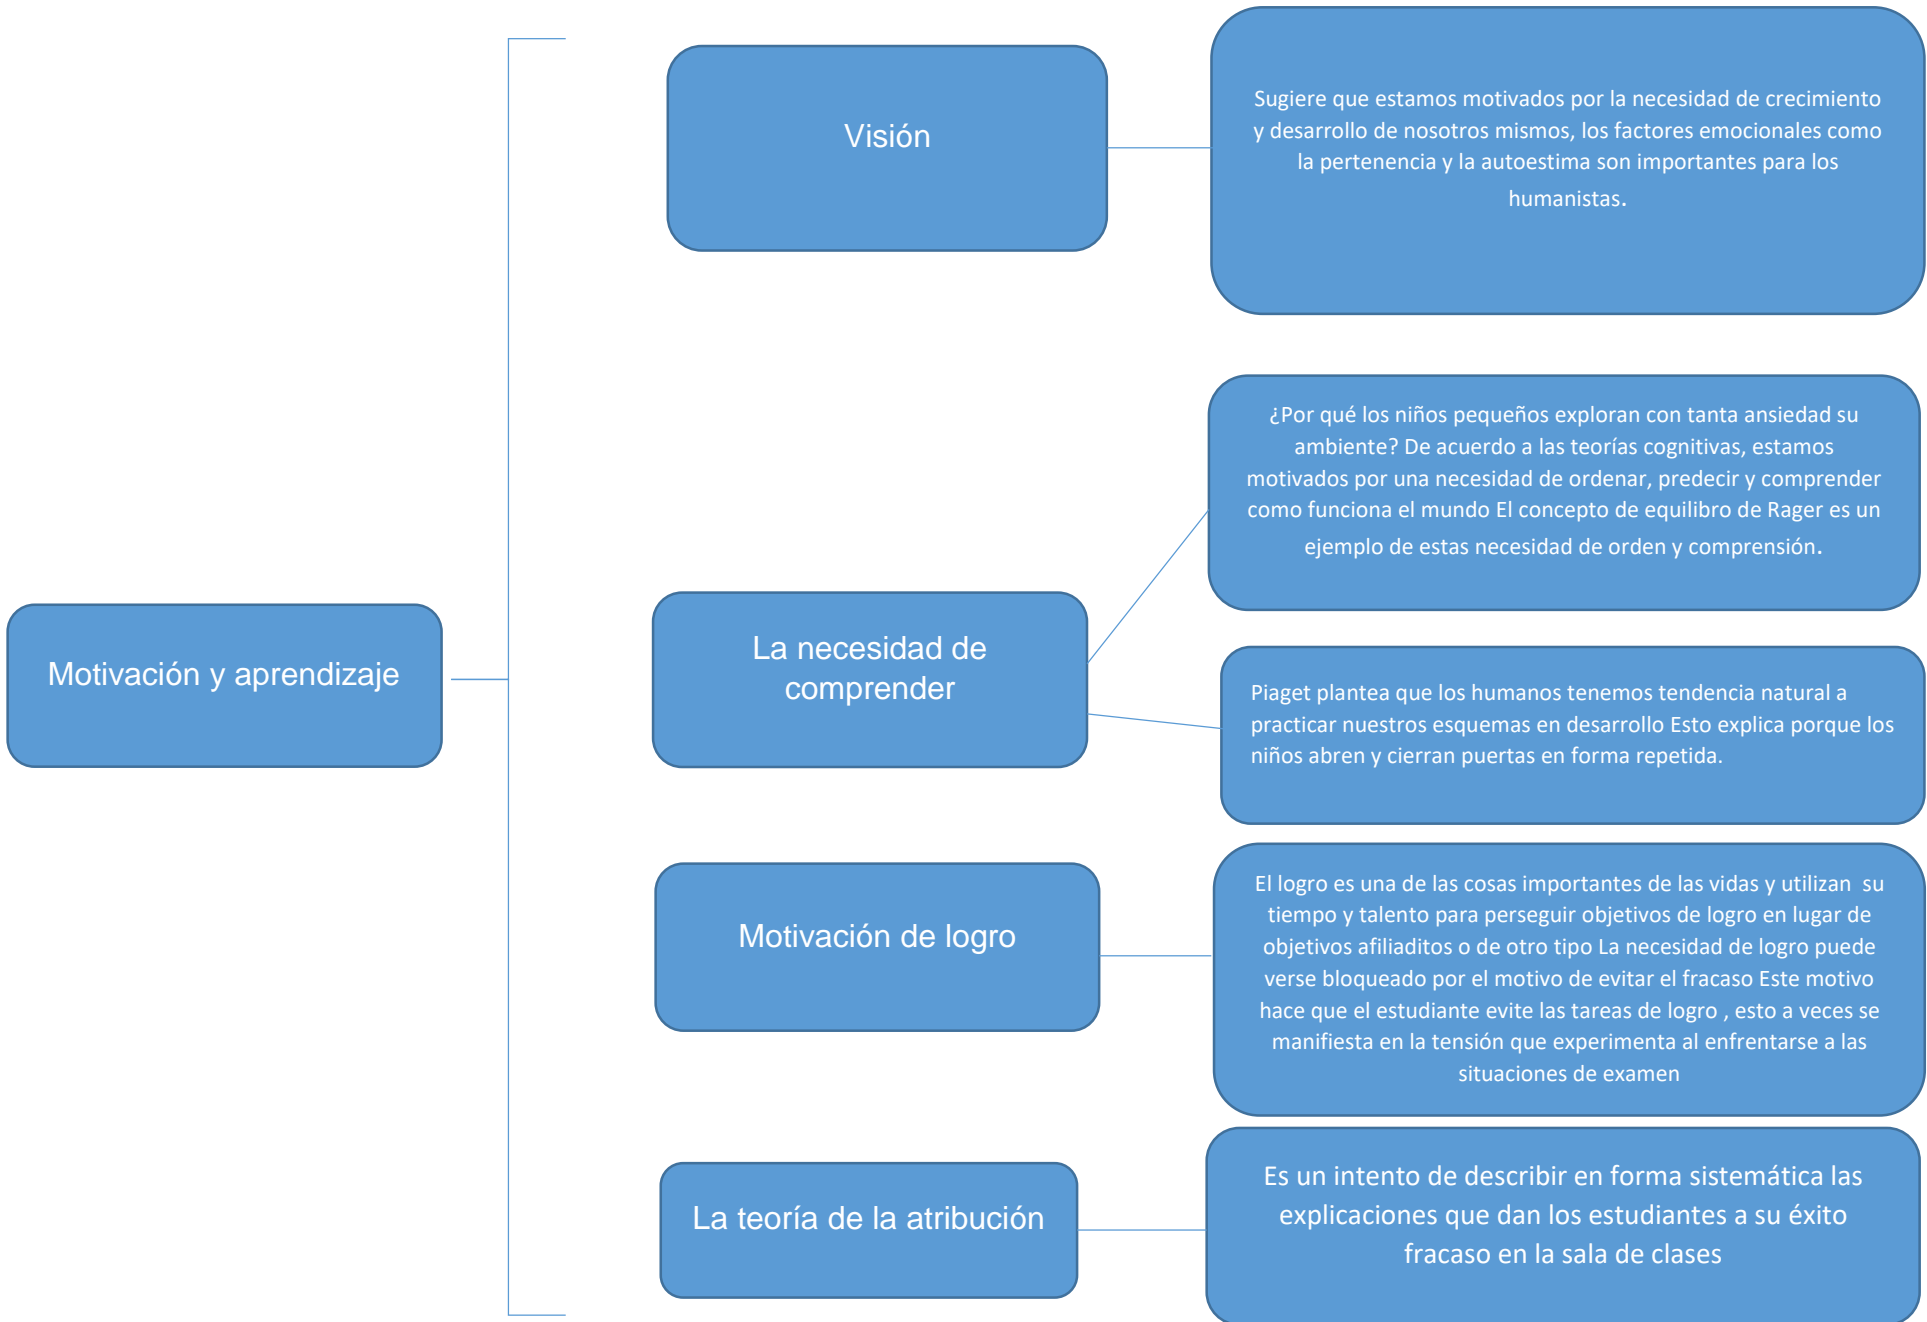 Motivación y aprendizaje
Visión
Sugiere que estamos motivados por la necesidad de crecimiento
y desarrollo de nosotros mismos, los factores emocionales como
la pertenencia y la autoestima son importantes para los
humanistas.
La necesidad de
comprender
¿Por qué los niños pequeños exploran con tanta ansiedad su
ambiente? De acuerdo a las teorías cognitivas, estamos
motivados por una necesidad de ordenar, predecir y comprender
como funciona el mundo El concepto de equilibro de Rager es un
ejemplo de estas necesidad de orden y comprensión.
Piaget plantea que los humanos tenemos tendencia natural a
practicar nuestros esquemas en desarrollo Esto explica porque los
niños abren y cierran puertas en forma repetida.
Motivación de logro
El logro es una de las cosas importantes de las vidas y utilizan  su
tiempo y talento para perseguir objetivos de logro en lugar de
objetivos afiliaditos o de otro tipo La necesidad de logro puede
verse bloqueado por el motivo de evitar el fracaso Este motivo
hace que el estudiante evite las tareas de logro , esto a veces se
manifiesta en la tensión que experimenta al enfrentarse a las
situaciones de examen
La teoría de la atribución
Es un intento de describir en forma sistemática las
explicaciones que dan los estudiantes a su éxito
fracaso en la sala de clases